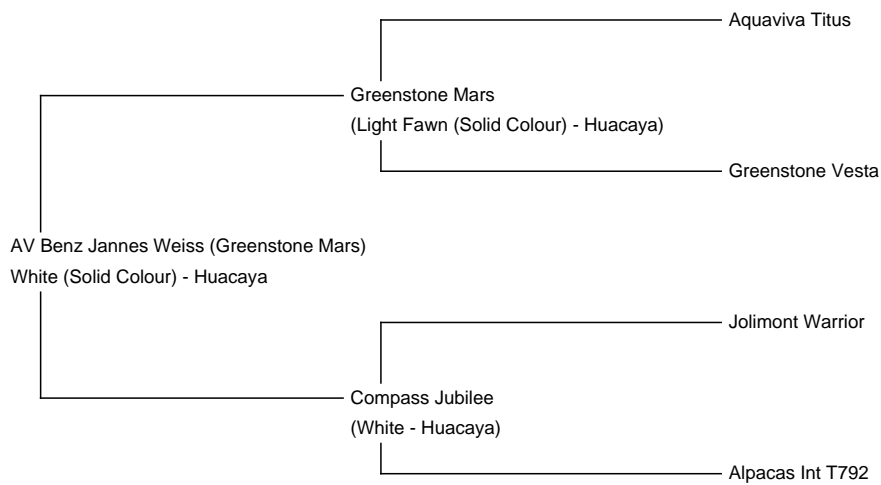 Aquaviva Titus
Greenstone Mars
(Light Fawn (Solid Colour) - Huacaya)
Greenstone Vesta
AV Benz Jannes Weiss (Greenstone Mars)
White (Solid Colour) - Huacaya
Jolimont Warrior
Compass Jubilee
(White - Huacaya)
Alpacas Int T792